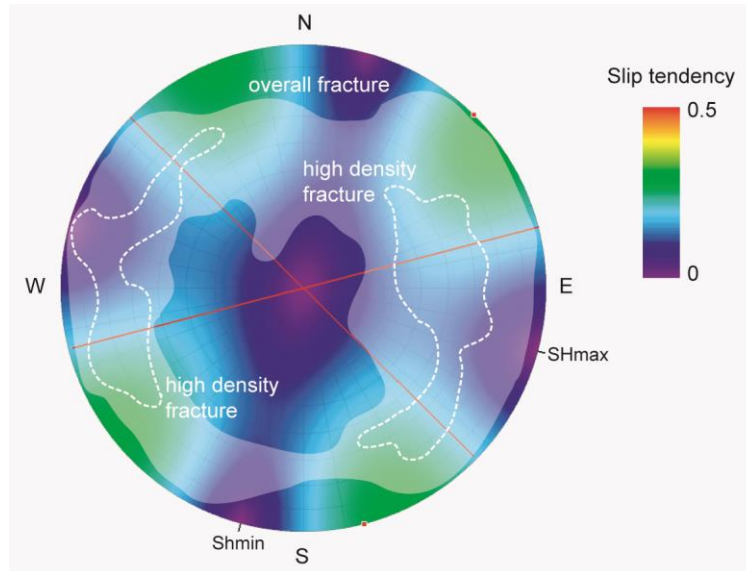 N
overall fracture
Slip tendency
0.5
high density
fracture
0
W
E
SHmax
high density
fracture
Shmin
S